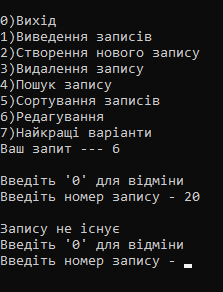 0)Вихід
1)Виведення записів
2)Створення нового запису
3)Видалення запису
4)Пошук запису
5)Сортування записів
6)Редагування
7)Найкращі варіанти
Ваш запит --- 6
Введіть '0' для відміни
Введіть номер запису - 20
Запису не існує
Введіть '0' для відміни
Введіть номер запису -